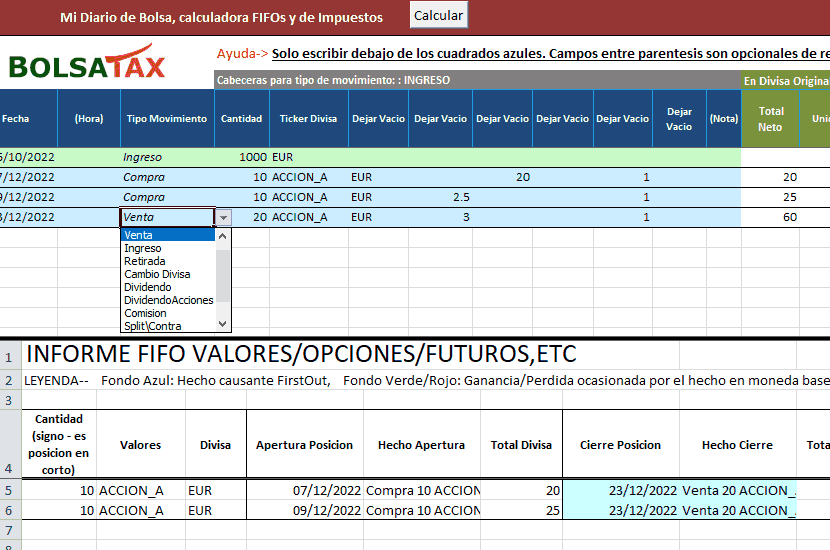 Mi Diario de Bolsa, calculadora FIFOs y de Impuestos Calcular
BOLSATAX
Ayuda-> Solo escribir debajo de los cuadrados azules. Campos entre parentesis son opcionales de re
Cabeceras para tipo de movimiento: : INGRESO En Divisa Origina
Fecha (Hora) Tipo Movimiento Cantidad Ticker Divisa Dejar Vacio Dejar Vacio Dejar Vacio Dejar Vacio Dejar Vacio Dejar Vacio (Nota) Total Neto Unic
/10/2022 Ingreso 1000 EUR
7/12/2022 Compra 10 ACCION_A EUR 20 1 20
9/12/2022 Compra 10 ACCION_A EUR 2.5 1 25
3/12/2022 Venta 20 ACCION_A EUR 3 1 60
Venta
Ingreso
Retirada
Cambio Divisa
Dividendo
DividendoAcciones
Comision
Split\Contra
1 INFORME FIFO VALORES/OPCIONES/FUTUROS,ETC
2 LEYENDA-- Fondo Azul: Hecho causante FirstOut, Fondo Verde/Rojo: Ganancia/Perdida ocasionada por el hecho en moneda base
3
4 Cantidad (signo - es posicion en corto) Valores Divisa Apertura Posicion Hecho Apertura Total Divisa Cierre Posicion Hecho Cierre Tota
5 10 ACCION_A EUR 07/12/2022 Compra 10 ACCION 20 23/12/2022 Venta 20 ACCION_
6 10 ACCION_A EUR 09/12/2022 Compra 10 ACCION 25 23/12/2022 Venta 20 ACCION_
7
8